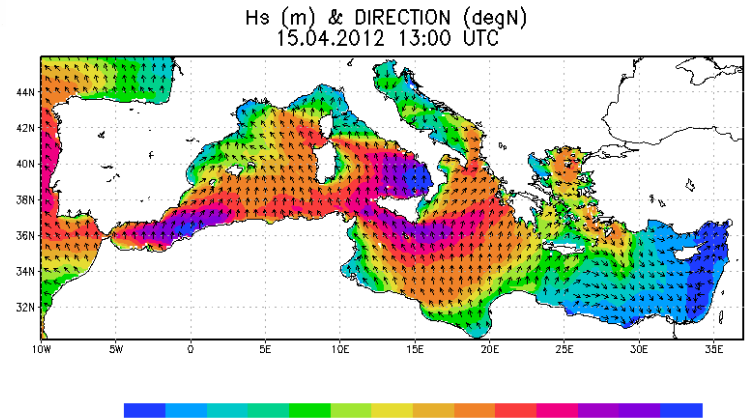 Hs (m) & DIRECTION (degN)
15.04.2012 13:00 UTC
44N
42N
40N
38N
36N
34N
32N
10W 5W 0 5E 10E 15E 20E 25E 30E 35E